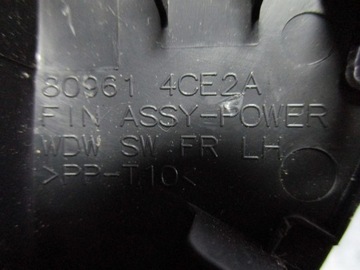 80961 4CE2A
FIN ASSY-POWER
WDW SW FR LH
>PP-T10<